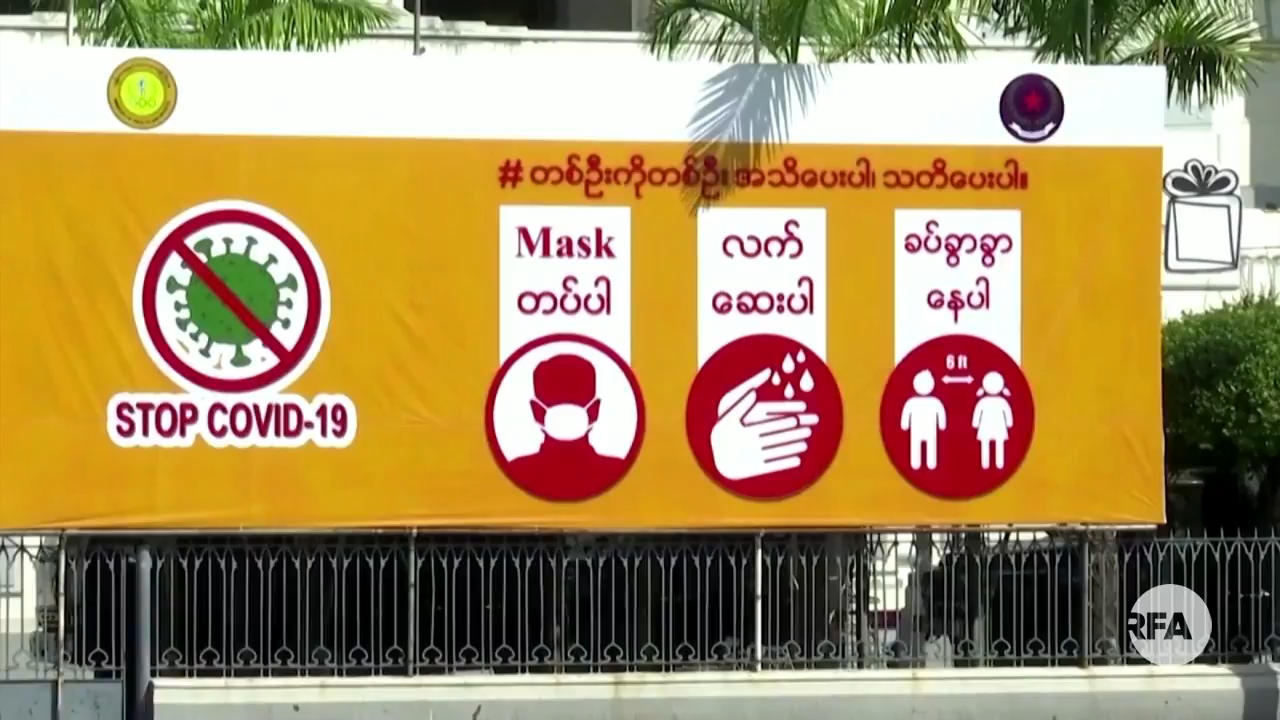 # တစ်ဦးကိုတစ်ဦး အသိပေးပါ၊ သတိပေးပါ။
Mask
တပ်ပါ
လက်
ဆေးပါ
ခပ်ခွာခွာ
နေပါ
6 ft
STOP COVID-19
RFA